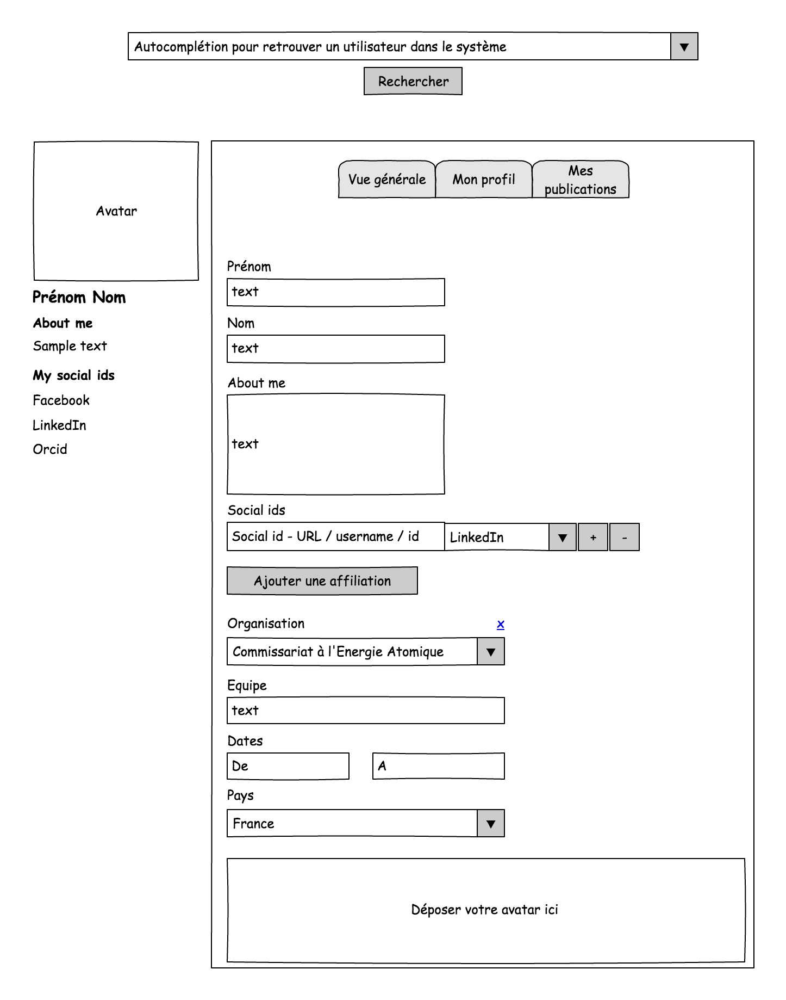 Autocomplétion pour retrouver un utilisateur dans le système
▼
Rechercher
Avatar
Prénom Nom
About me
Sample text
My social ids
Facebook
LinkedIn
Orcid
Vue générale
Mon profil
Mes
publications
Prénom
text
Nom
text
About me
text
Social ids
Social id - URL / username / id
LinkedIn ▼
+
-
Ajouter une affiliation
Organisation
x
Commissariat à l'Energie Atomique ▼
Equipe
text
Dates
De
A
Pays
France ▼
Déposer votre avatar ici